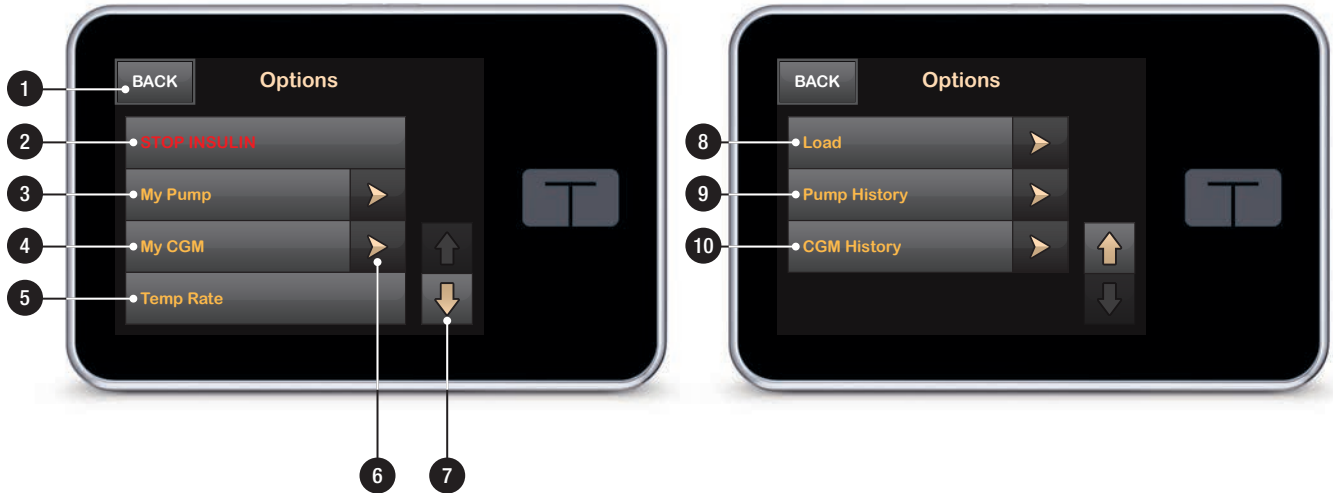 BACK Options
1
2 STOP INSULIN
3 My Pump
4 My CGM
5 Temp Rate
6 7
BACK Options
8 Load
9 Pump History
10 CGM History